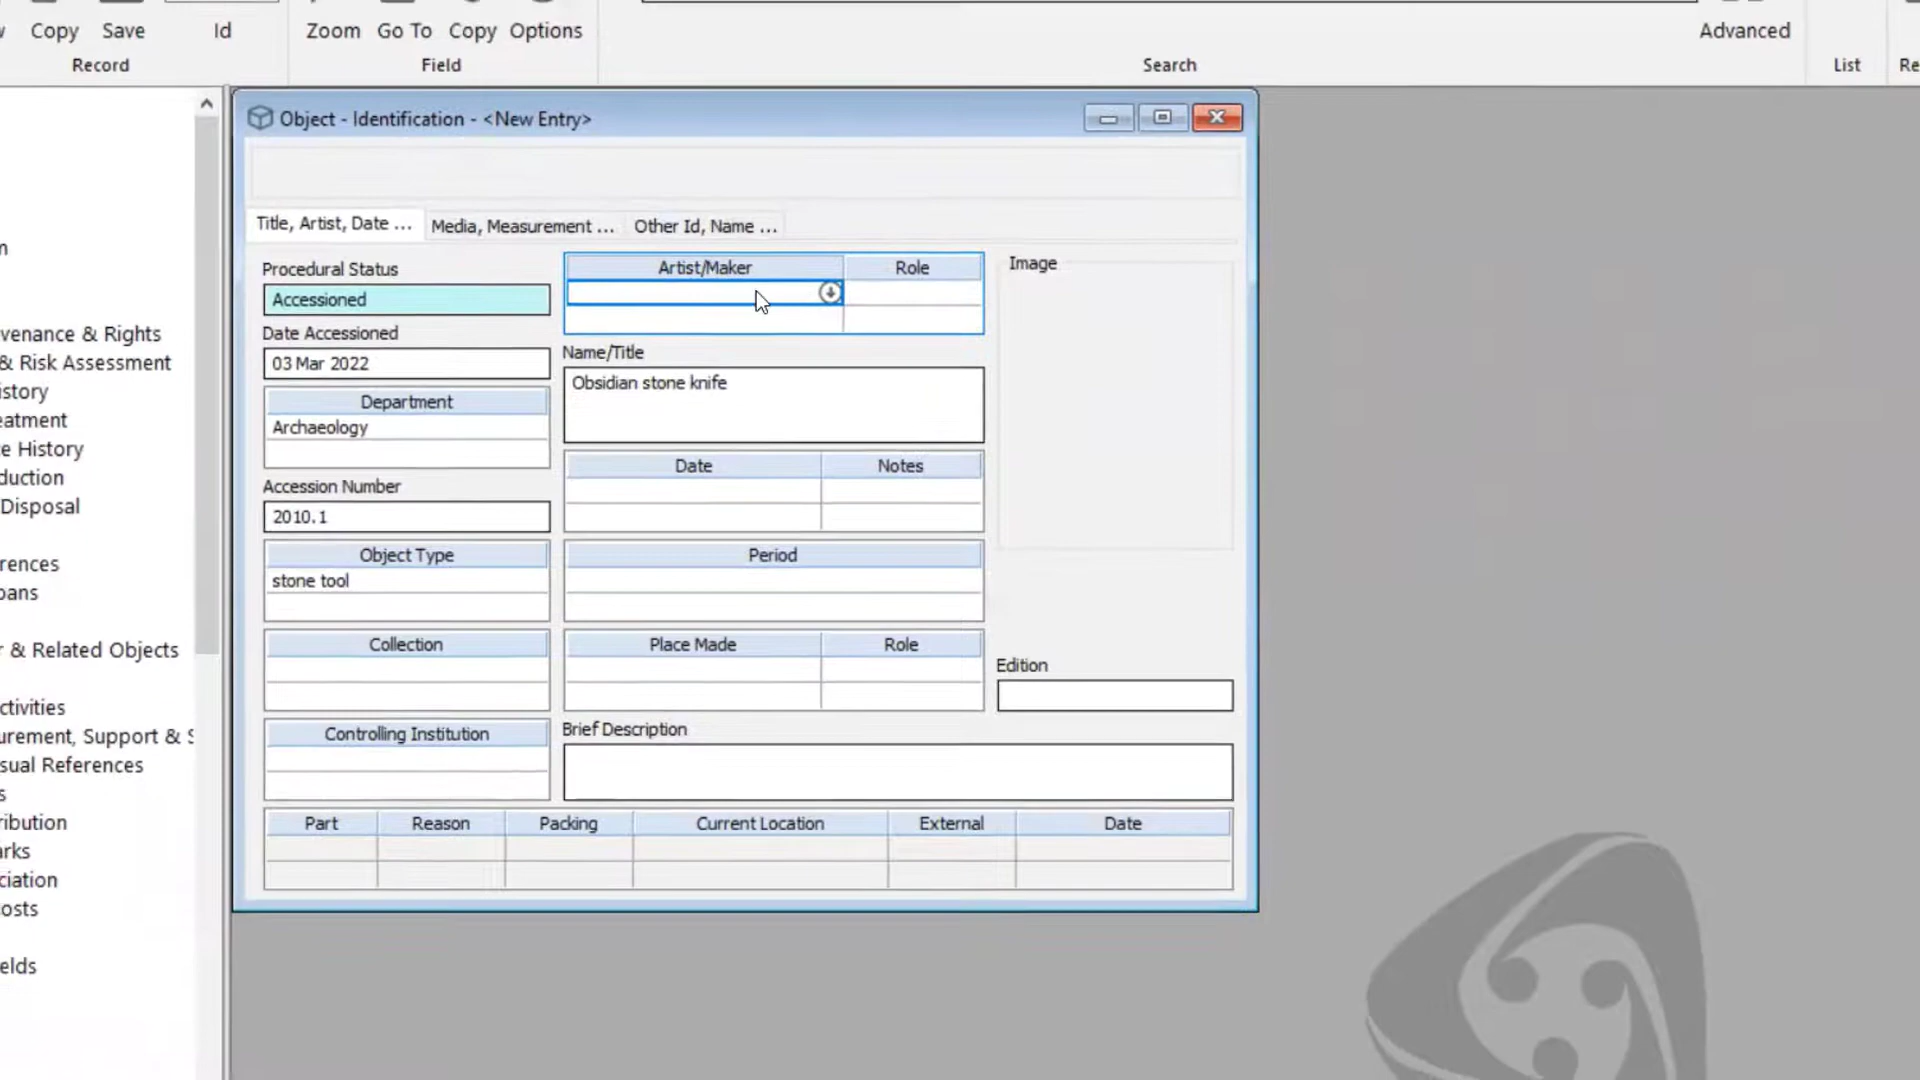 Copy Save Id
Record
Zoom Go To Copy Options
Field
Search
Advanced
List
Object - Identification - <New Entry>
Title, Artist, Date ... Media, Measurement ... Other Id, Name ...
Procedural Status
Accessioned
Date Accessioned
03 Mar 2022
Department
Archaeology
Accession Number
2010.1
Object Type
stone tool
Collection
Controlling Institution
Artist/Maker Role
Name/Title
Obsidian stone knife
Date Notes
Period
Place Made Role
Brief Description
Image
Edition
Part Reason Packing Current Location External Date
venance & Rights
& Risk Assessment
istory
eatment
e History
duction
Disposal
rences
oans
r & Related Objects
ctivities
urement, Support & S
sual References
s
ribution
arks
ciation
osts
elds